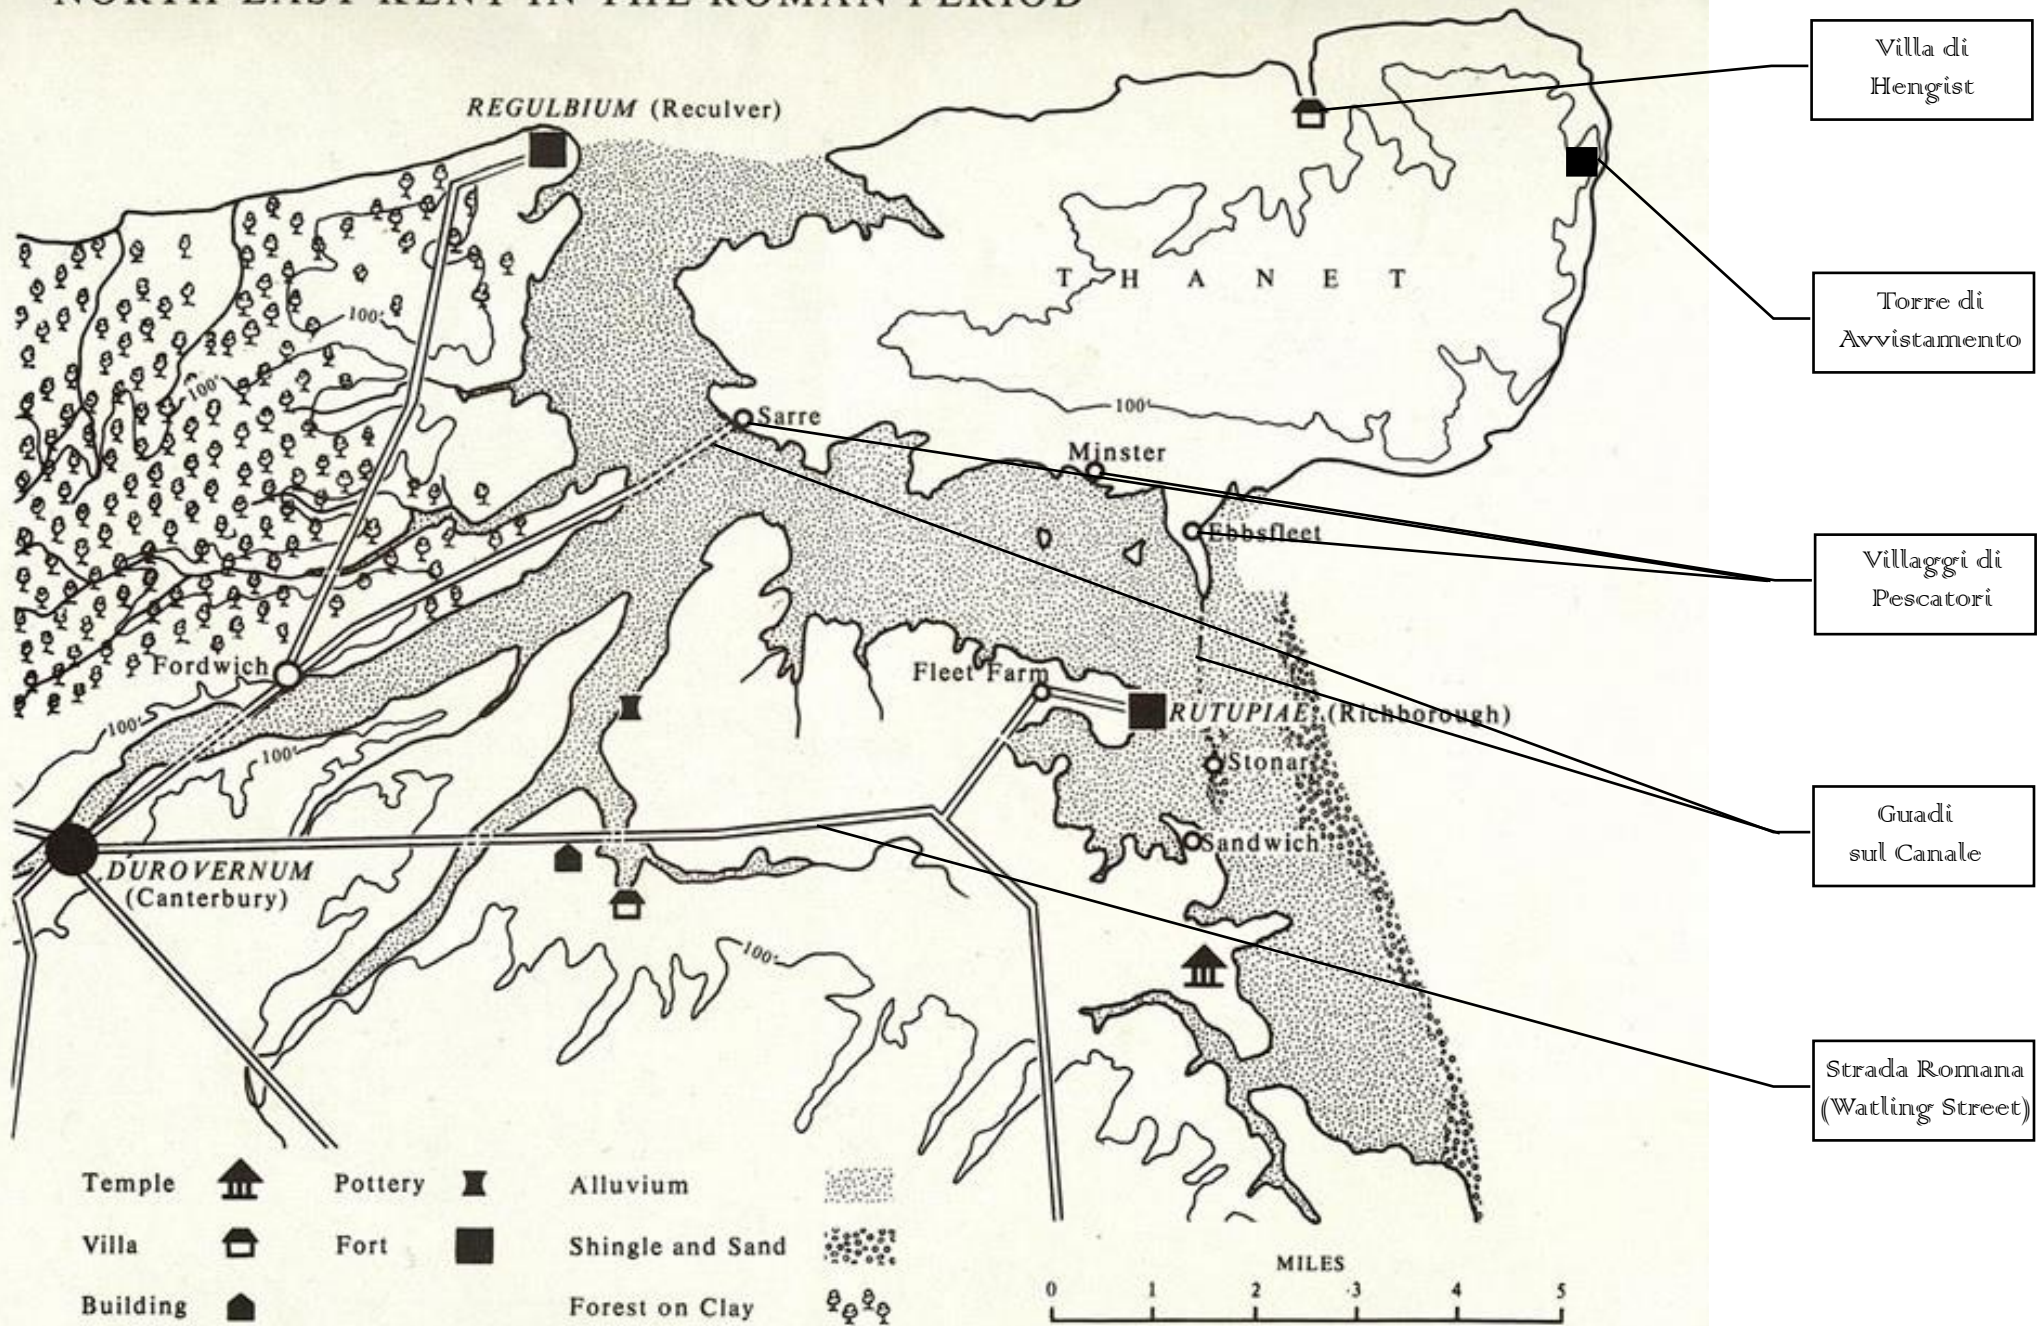 NORTH EAST KENT IN THE ROMAN PERIOD
Villa di
Hengist
REGULBIUM (Reculver)
THANET
Torre di
Avvistamento
100'
100'
100'
Sarre
Minster
Ebbsfleet
Villaggi di
Pescatori
Fordwich
Fleet Farm
RUTUPIAE (Richborough)
100'
100'
Stonar
Guadi
sul Canale
Sandwich
DUROVERNUM
(Canterbury)
100'
Strada Romana
(Watling Street)
Temple
Pottery
Alluvium
Villa
Fort
Shingle and Sand
Building
Forest on Clay
MILES
0 1 2 3 4 5